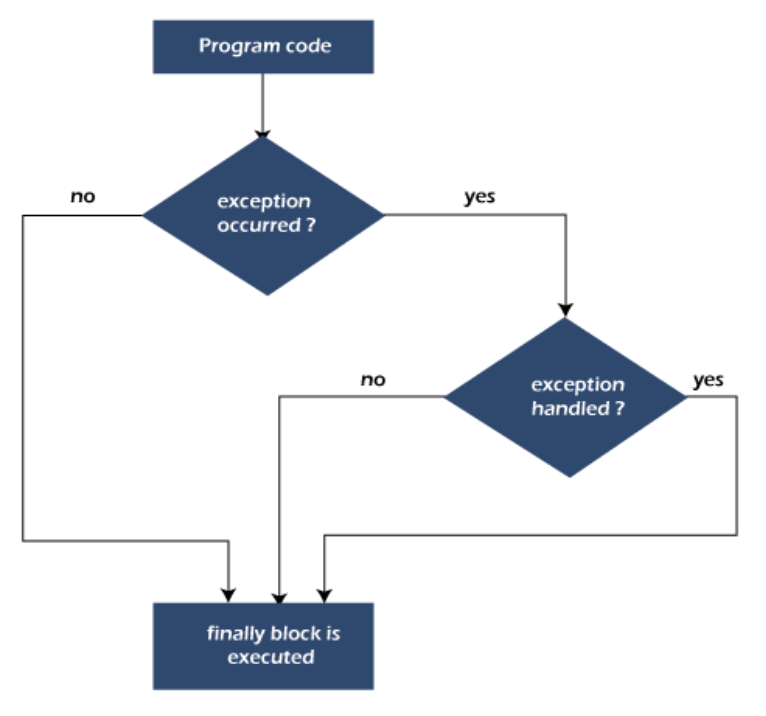 Program code
no
exception
occurred ?
yes
no
exception
handled ?
yes
finally block is
executed